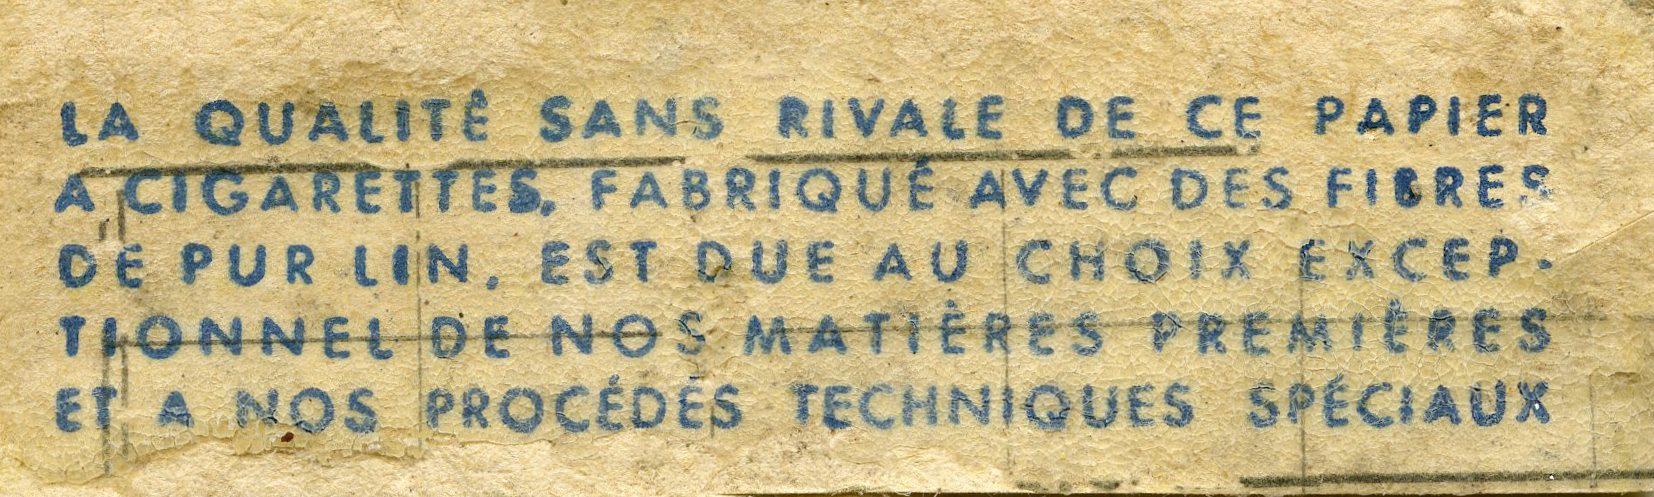 LA QUALITÉ SANS RIVALE DE CE PAPIER
A CIGARETTES, FABRIQUÉ AVEC DES FIBRES
DE PUR LIN, EST DUE AU CHOIX EXCEP-
TIONNEL DE NOS MATIÈRES PREMIÈRES
ET A NOS PROCÉDÉS TECHNIQUES SPÉCIAUX